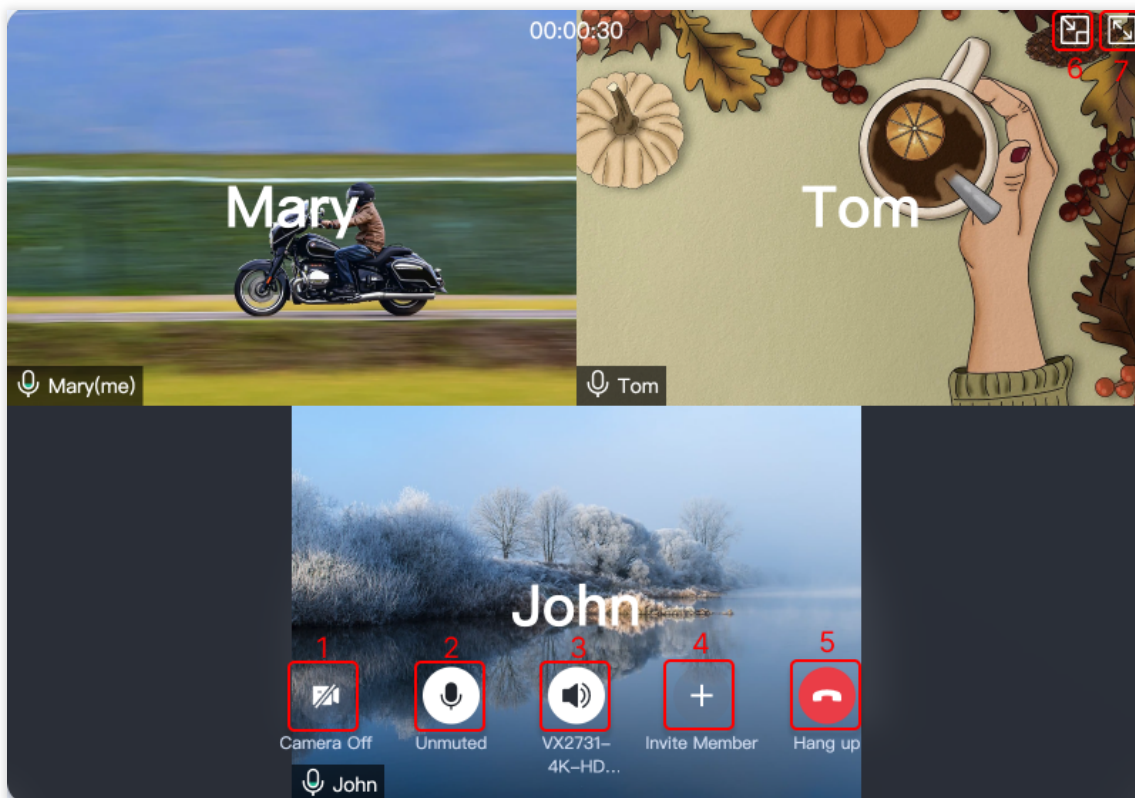 00:00:30
6 7
Mary
Tom
Mary(me)
Tom
John
1 2 3 4 5
Camera Off Unmuted VX2731- Invite Member Hang up
4K-HD...
John